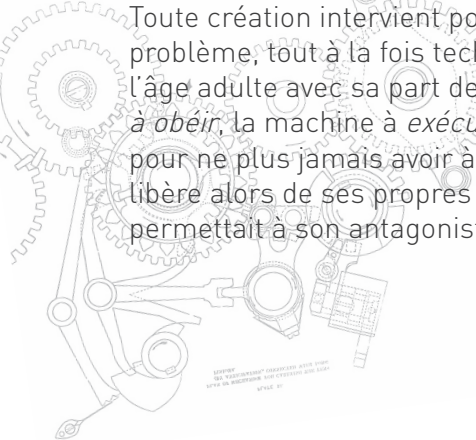 Toute création intervient po
problème, tout à la fois tech
l'âge adulte avec sa part de
à obéir, la machine à exécu
pour ne plus jamais avoir à
libère alors de ses propres
permettait à son antagonis
STYLE